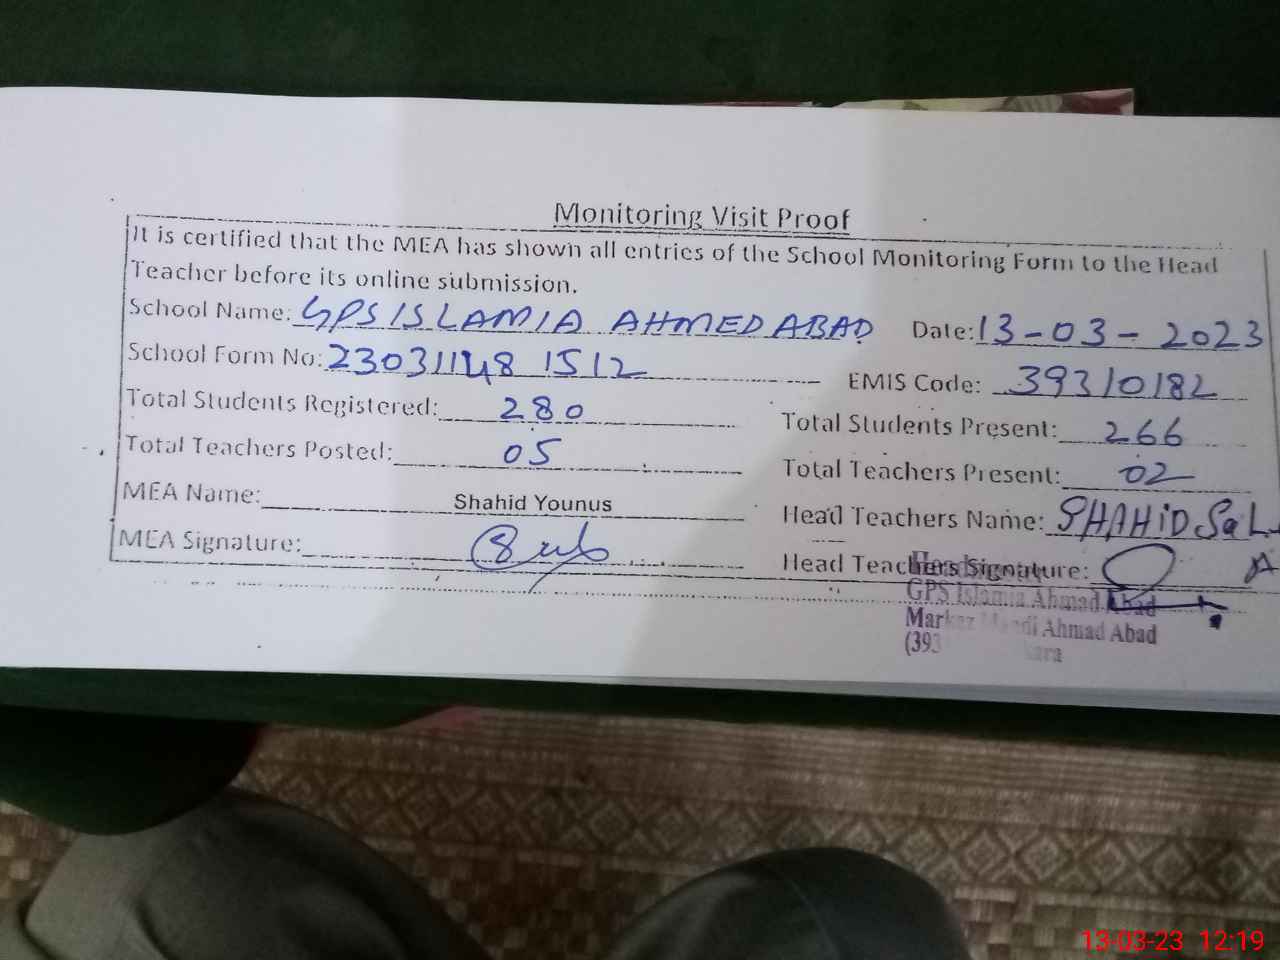 Monitoring Visit Proof
It is certified that the MEA has shown all entries of the School Monitoring Form to the Head
Teacher before its online submission.
School Name: GPS ISLAMIA AHMED ABAD Date: 13-03-2023
School Form No: 230311481512 EMIS Code: 39310182
Total Students Registered: 280 Total Students Present: 266
Total Teachers Posted: 05 Total Teachers Present: 02
MEA Name: Shahid Younus Head Teachers Name: SHAHID
MEA Signature: Head Teachers Signature:
GPS Islamia Ahmad Abad
Markaz Mandi Ahmad Abad
(393
13-03-23 12:19